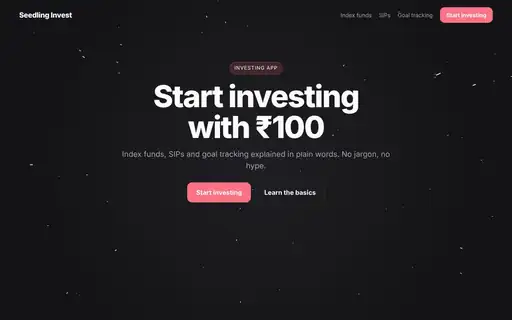 Seedling Invest
Index funds SIPs Goal tracking Start investing
INVESTING APP
Start investing
with ₹100
Index funds, SIPs and goal tracking explained in plain words. No jargon, no
hype.
Start investing Learn the basics